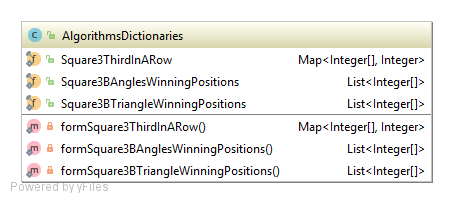 C AlgorithmsDictionaries
f Square3ThirdInARow Map<Integer[], Integer>
f Square3BAnglesWinningPositions List<Integer[]>
f Square3BTriangleWinningPositions List<Integer[]>
m formSquare3ThirdInARow() Map<Integer[], Integer>
m formSquare3BAnglesWinningPositions() List<Integer[]>
m formSquare3BTriangleWinningPositions() List<Integer[]>
Powered by yFiles